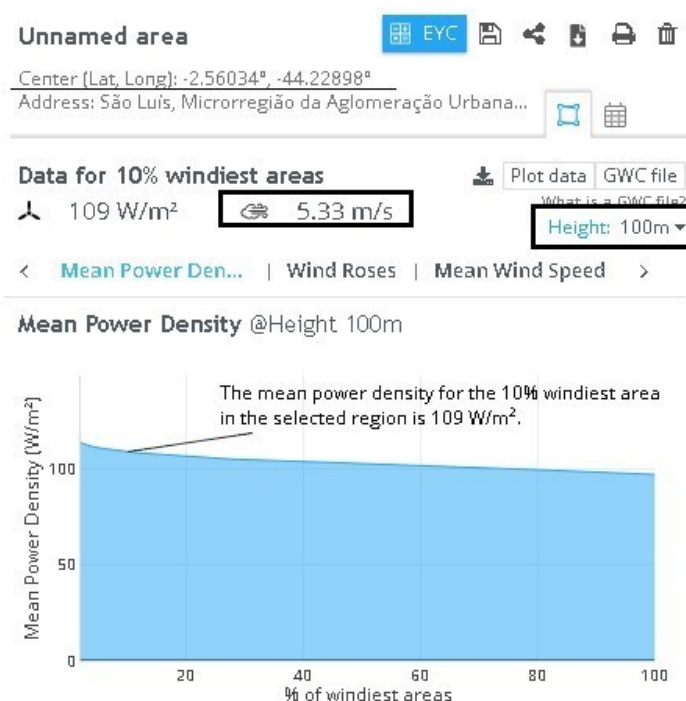 Unnamed area
EYC
Center (Lat, Long): -2.56034°, -44.22898°
Address: São Luís, Microrregião da Aglomeração Urbana...
Data for 10% windiest areas
Plot data GWC file
109 W/m² 5.33 m/s
What is a GWC file?
Height: 100m
< Mean Power Den... | Wind Roses | Mean Wind Speed >
Mean Power Density @Height 100m
The mean power density for the 10% windiest area
in the selected region is 109 W/m².
Mean Power Density [W/m²]
100
50
0
20 40 60 80 100
% of windiest areas